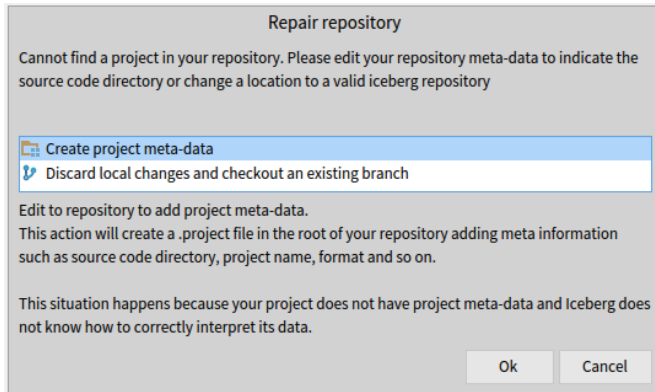 Repair repository
Cannot find a project in your repository. Please edit your repository meta-data to indicate the
source code directory or change a location to a valid iceberg repository
Create project meta-data
Discard local changes and checkout an existing branch
Edit to repository to add project meta-data.
This action will create a .project file in the root of your repository adding meta information
such as source code directory, project name, format and so on.
This situation happens because your project does not have project meta-data and Iceberg does
not know how to correctly interpret its data.
Ok
Cancel